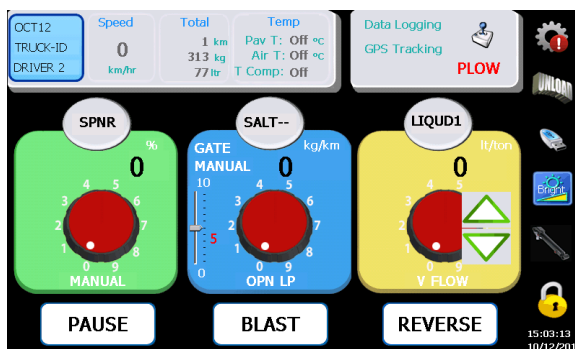 OCT12
TRUCK-ID
DRIVER 2
Speed
0
km/hr
Total
1 km
313 kg
77 ltr
Temp
Pav T: Off ºC
Air T: Off ºC
T Comp: Off
Data Logging
GPS Tracking
PLOW
UNLOAD
SPNR
%
0
1 2 3 4 5 6 7 8 9 0
MANUAL
SALT--
GATE
MANUAL
kg/km
0
10
5
0
1 2 3 4 5 6 7 8 9 0
OPN LP
LIQUD1
lt/ton
0
1 2 3 4 5 0 9
V FLOW
Bright
PAUSE
BLAST
REVERSE
15:03:13
10/12/201